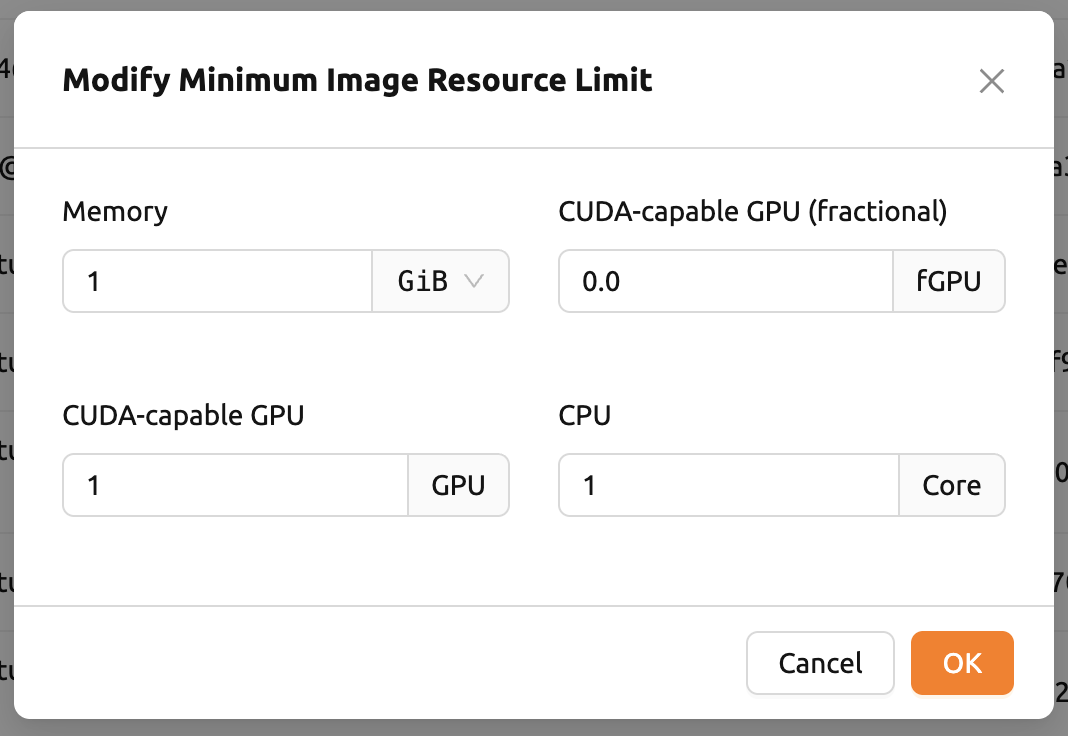 Modify Minimum Image Resource Limit
Memory
CUDA-capable GPU (fractional)
1 GiB
0.0 fGPU
CUDA-capable GPU
CPU
1 GPU
1 Core
Cancel OK